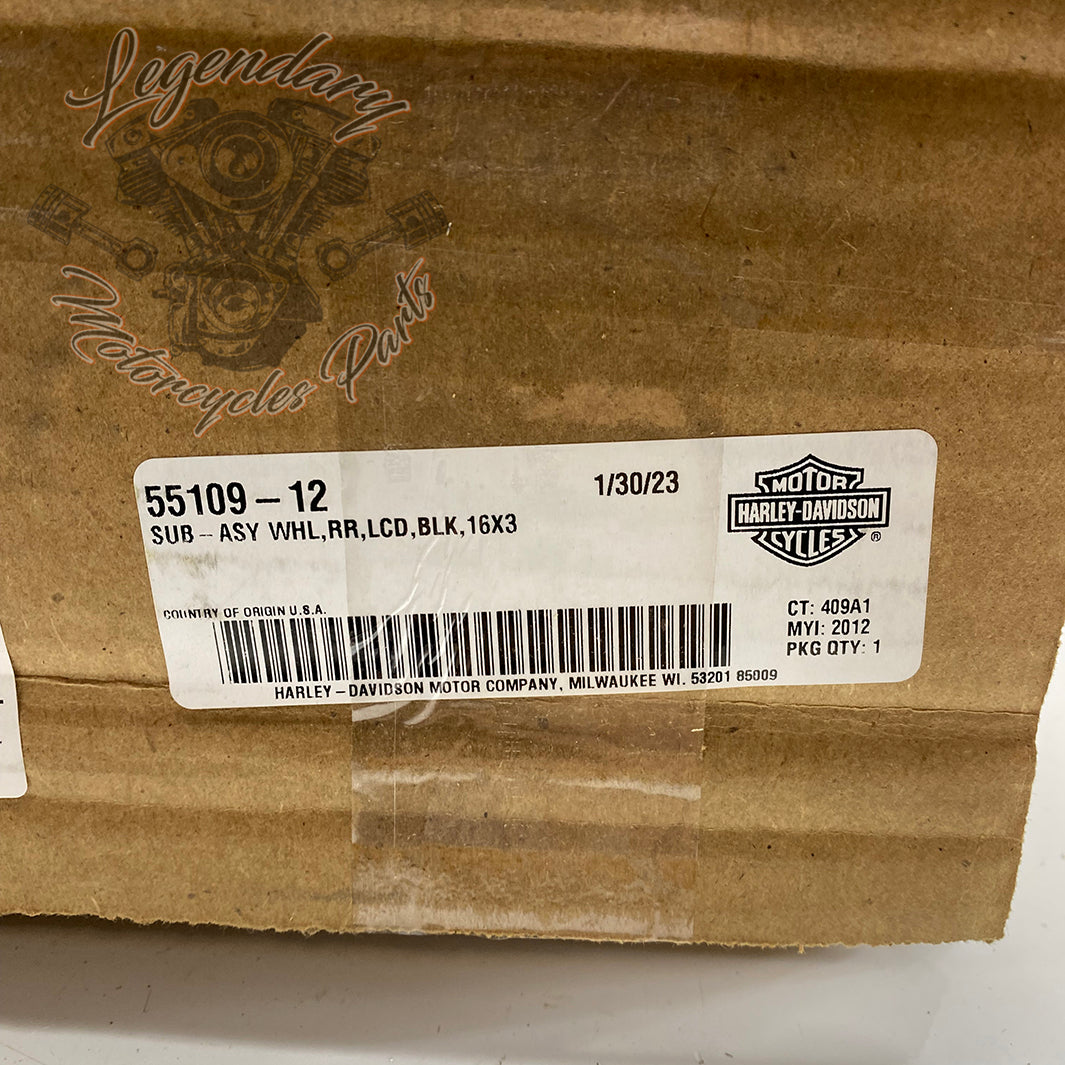 Legendary
Motorcycles Parts
55109-12
1/30/23
SUB-ASY WHL,RR,LCD,BLK,16X3
MOTOR
HARLEY-DAVIDSON
CYCLES
®
COUNTRY OF ORIGIN U.S.A.
CT: 409A1
MYI: 2012
PKG QTY: 1
HARLEY-DAVIDSON MOTOR COMPANY, MILWAUKEE WI. 53201 85009